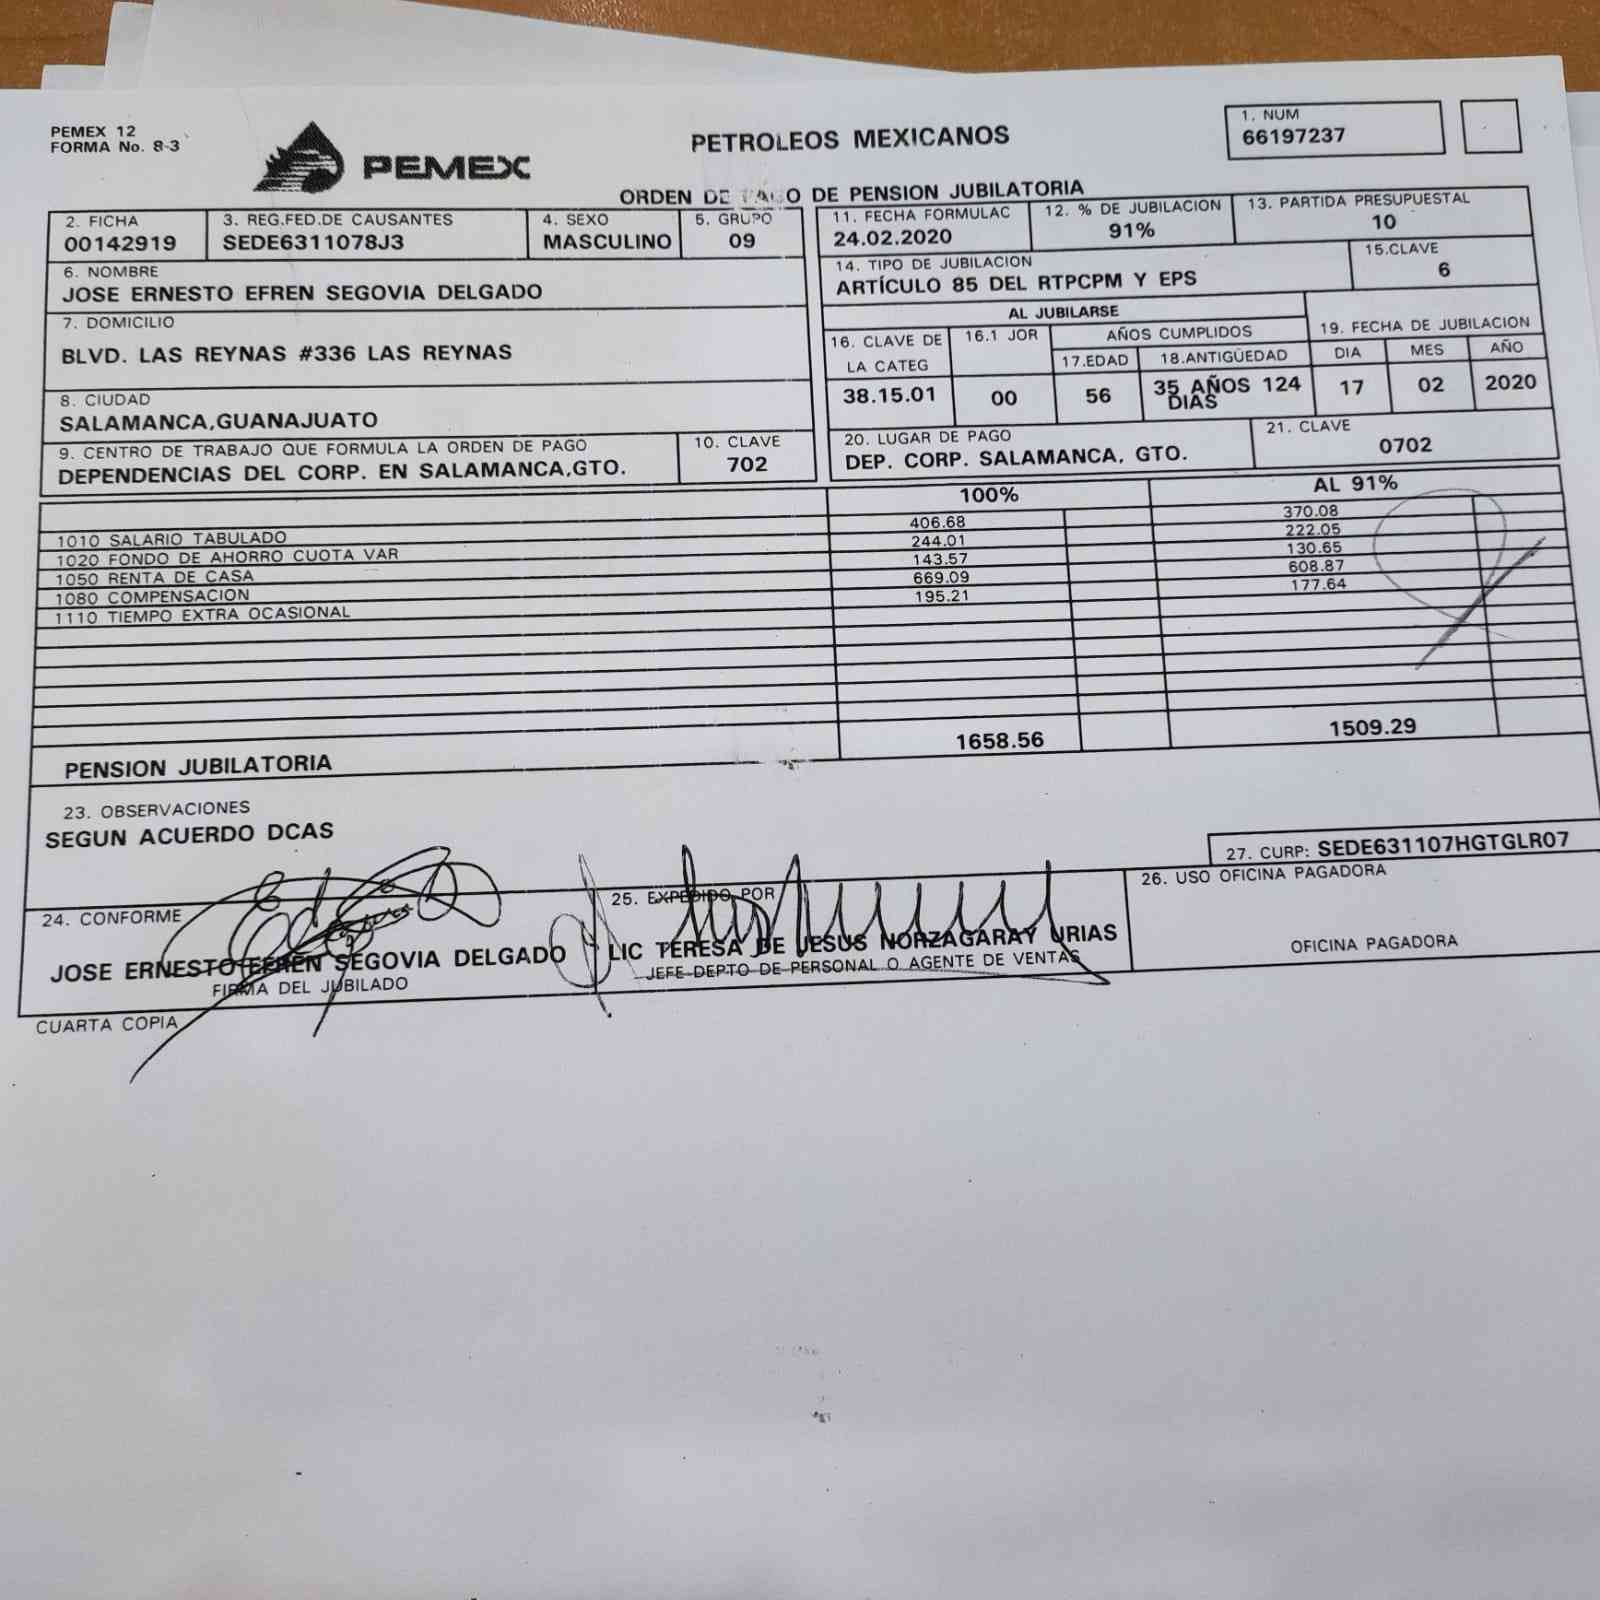 PEMEX 12
FORMA No. 8-3
PEMEX
PETROLEOS MEXICANOS
1. NUM
66197237
ORDEN DE PAGO DE PENSION JUBILATORIA
2. FICHA
00142919
3. REG.FED.DE CAUSANTES
SEDE6311078J3
4. SEXO
MASCULINO
5. GRUPO
09
11. FECHA FORMULAC
24.02.2020
12. % DE JUBILACION
91%
13. PARTIDA PRESUPUESTAL
10
6. NOMBRE
JOSE ERNESTO EFREN SEGOVIA DELGADO
14. TIPO DE JUBILACION
ARTÍCULO 85 DEL RTPCPM Y EPS
15.CLAVE
6
7. DOMICILIO
BLVD. LAS REYNAS #336 LAS REYNAS
AL JUBILARSE
16. CLAVE DE
LA CATEG
38.15.01
16.1 JOR
00
AÑOS CUMPLIDOS
17.EDAD
56
18.ANTIGÜEDAD
35 AÑOS 124
DIAS
19. FECHA DE JUBILACION
DIA MES AÑO
17 02 2020
8. CIUDAD
SALAMANCA,GUANAJUATO
9. CENTRO DE TRABAJO QUE FORMULA LA ORDEN DE PAGO
DEPENDENCIAS DEL CORP. EN SALAMANCA,GTO.
10. CLAVE
702
20. LUGAR DE PAGO
DEP. CORP. SALAMANCA, GTO.
21. CLAVE
0702
100% AL 91%
1010 SALARIO TABULADO 406.68 370.08
1020 FONDO DE AHORRO CUOTA VAR 244.01 222.05
1050 RENTA DE CASA 143.57 130.65
1080 COMPENSACION 669.09 608.87
1110 TIEMPO EXTRA OCASIONAL 195.21 177.64
PENSION JUBILATORIA 1658.56 1509.29
23. OBSERVACIONES
SEGUN ACUERDO DCAS
27. CURP: SEDE631107HGTGLR07
24. CONFORME
JOSE ERNESTO EFREN SEGOVIA DELGADO
FIRMA DEL JUBILADO
25. EXPEDIDO POR
LIC TERESA DE JESUS NORZAGARAY URIAS
JEFE-DEPTO DE PERSONAL O AGENTE DE VENTAS
26. USO OFICINA PAGADORA
OFICINA PAGADORA
CUARTA COPIA